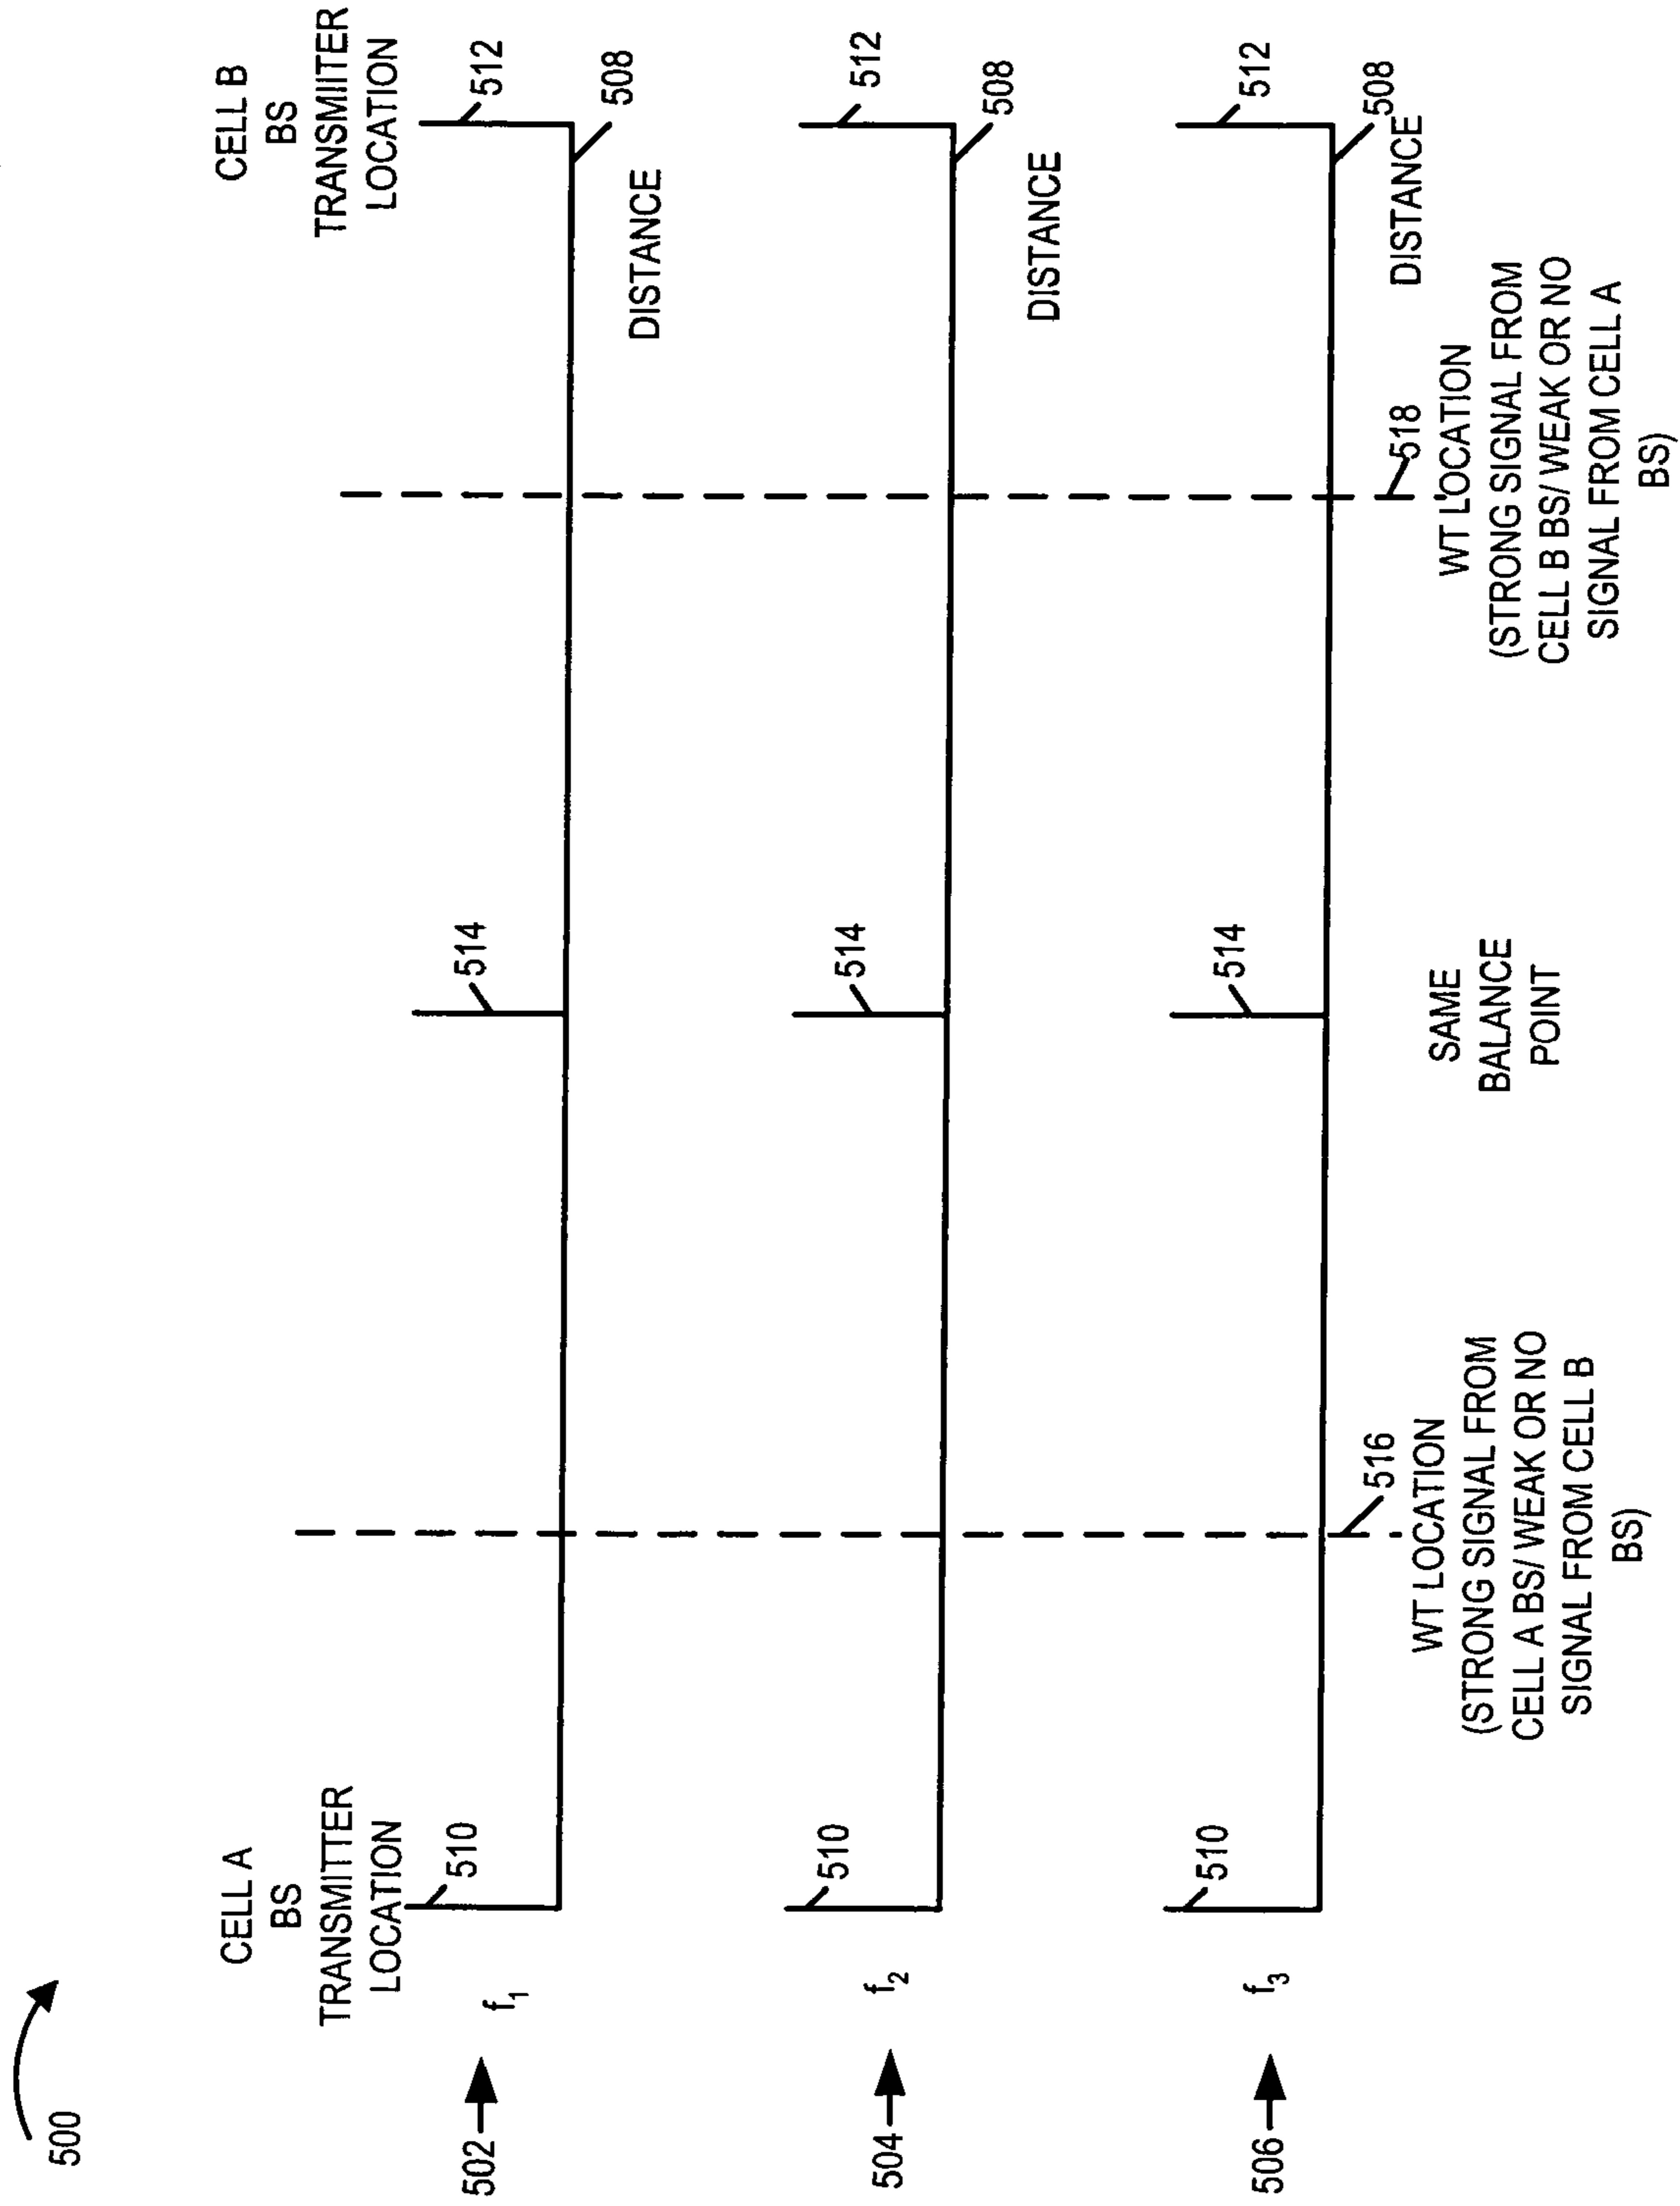 500
CELL A
BS
TRANSMITTER
LOCATION
CELL B
BS
TRANSMITER
LOCATION
502
f1
510
514
512
508
DISTANCE
504
f2
510
514
512
508
DISTANCE
506
f3
510
514
512
508
DISTANCE
516
WT LOCATION
(STRONG SIGNAL FROM
CELL A BS/ WEAK OR NO
SIGNAL FROM CELL B
BS)
SAME
BALANCE
POINT
518
WT LOCATION
(STRONG SIGNAL FROM
CELL B BS/ WEAK OR NO
SIGNAL FROM CELL A
BS)